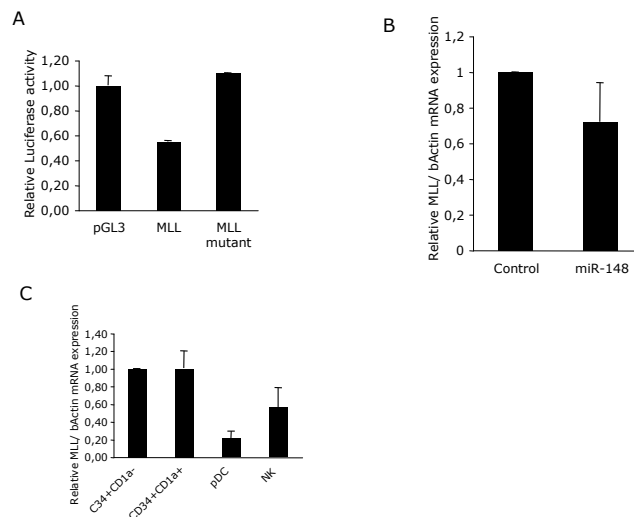 A
Relative Luciferase activity
1,20
1,00
0,80
0,60
0,40
0,20
0,00
pGL3
MLL
MLL
mutant
B
Relative MLL/ bActin mRNA expression
1,2
1
0,8
0,6
0,4
0,2
0
Control
miR-148
C
Relative MLL/ bActin mRNA expression
1,40
1,20
1,00
0,80
0,60
0,40
0,20
0,00
C34+CD1a-
CD34+CD1a+
pDC
NK